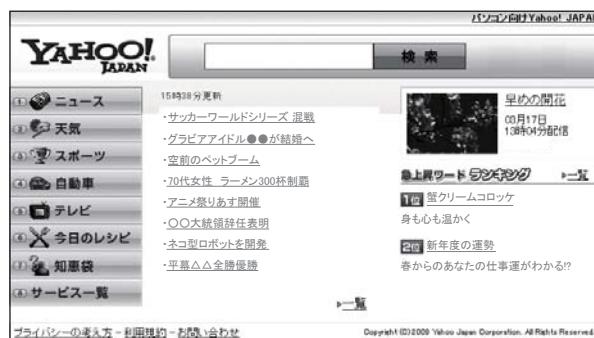 パソコン向けYahoo! JAPA
YAHOO!
JAPAN
検索
15時38分更新
[1] ニュース
[2] 天気
[3] スポーツ
[4] 自動車
[5] テレビ
[6] 今日のレシピ
[7] 知恵袋
[8] サービス一覧
・サッカーワールドシリーズ 混戦
・グラビアアイドル●●が結婚へ
・空前のペットブーム
・70代女性 ラーメン300杯制覇
・アニメ祭りあす開催
・〇〇大統領辞任表明
・ネコ型ロボットを開発
・平幕△△全勝優勝
▶一覧
早めの開花
00月17日
13時04分配信
急上昇ワード ランキング ▶一覧
1位 蟹クリームコロッケ
身も心も温かく
2位 新年度の運勢
春からのあなたの仕事運がわかる!?
プライバシーの考え方 - 利用規約 - お問い合わせ
Copyright (C)2009 Yahoo Japan Corporation. All Rights Reserved.